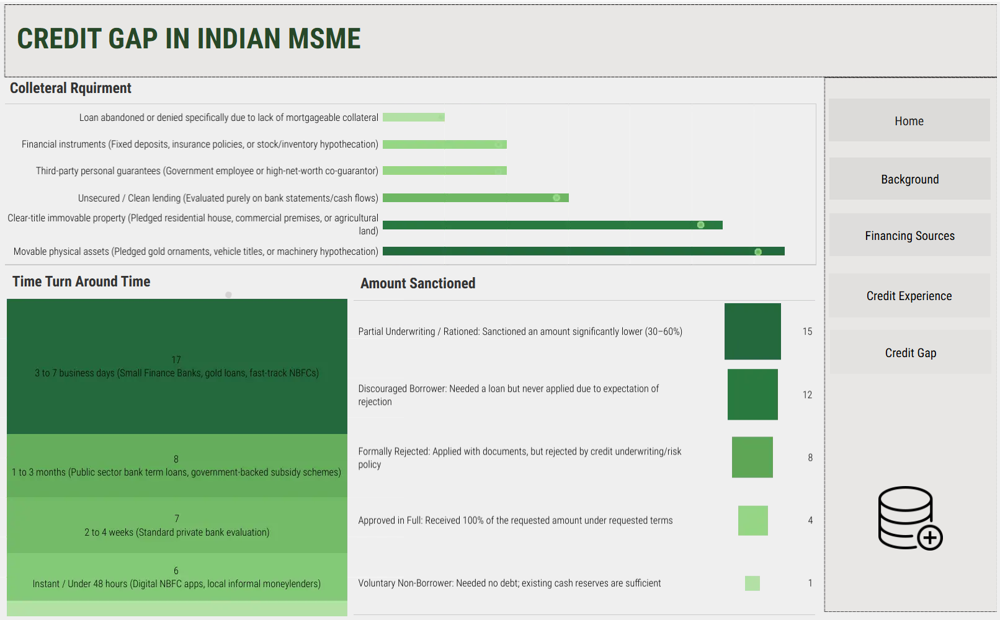 CREDIT GAP IN INDIAN MSME
Colleteral Rquirment
Loan abandoned or denied specifically due to lack of mortgageable collateral
Financial instruments (Fixed deposits, insurance policies, or stock/inventory hypothecation)
Third-party personal guarantees (Government employee or high-net-worth co-guarantor)
Unsecured / Clean lending (Evaluated purely on bank statements/cash flows)
Clear-title immovable property (Pledged residential house, commercial premises, or agricultural
land)
Movable physical assets (Pledged gold ornaments, vehicle titles, or machinery hypothecation)
Time Turn Around Time
17
3 to 7 business days (Small Finance Banks, gold loans, fast-track NBFCs)
8
1 to 3 months (Public sector bank term loans, government-backed subsidy schemes)
7
2 to 4 weeks (Standard private bank evaluation)
6
Instant / Under 48 hours (Digital NBFC apps, local informal moneylenders)
Amount Sanctioned
Partial Underwriting / Rationed: Sanctioned an amount significantly lower (30–60%)
15
Discouraged Borrower: Needed a loan but never applied due to expectation of
rejection
12
Formally Rejected: Applied with documents, but rejected by credit underwriting/risk
policy
8
Approved in Full: Received 100% of the requested amount under requested terms
4
Voluntary Non-Borrower: Needed no debt; existing cash reserves are sufficient
1
Home
Background
Financing Sources
Credit Experience
Credit Gap